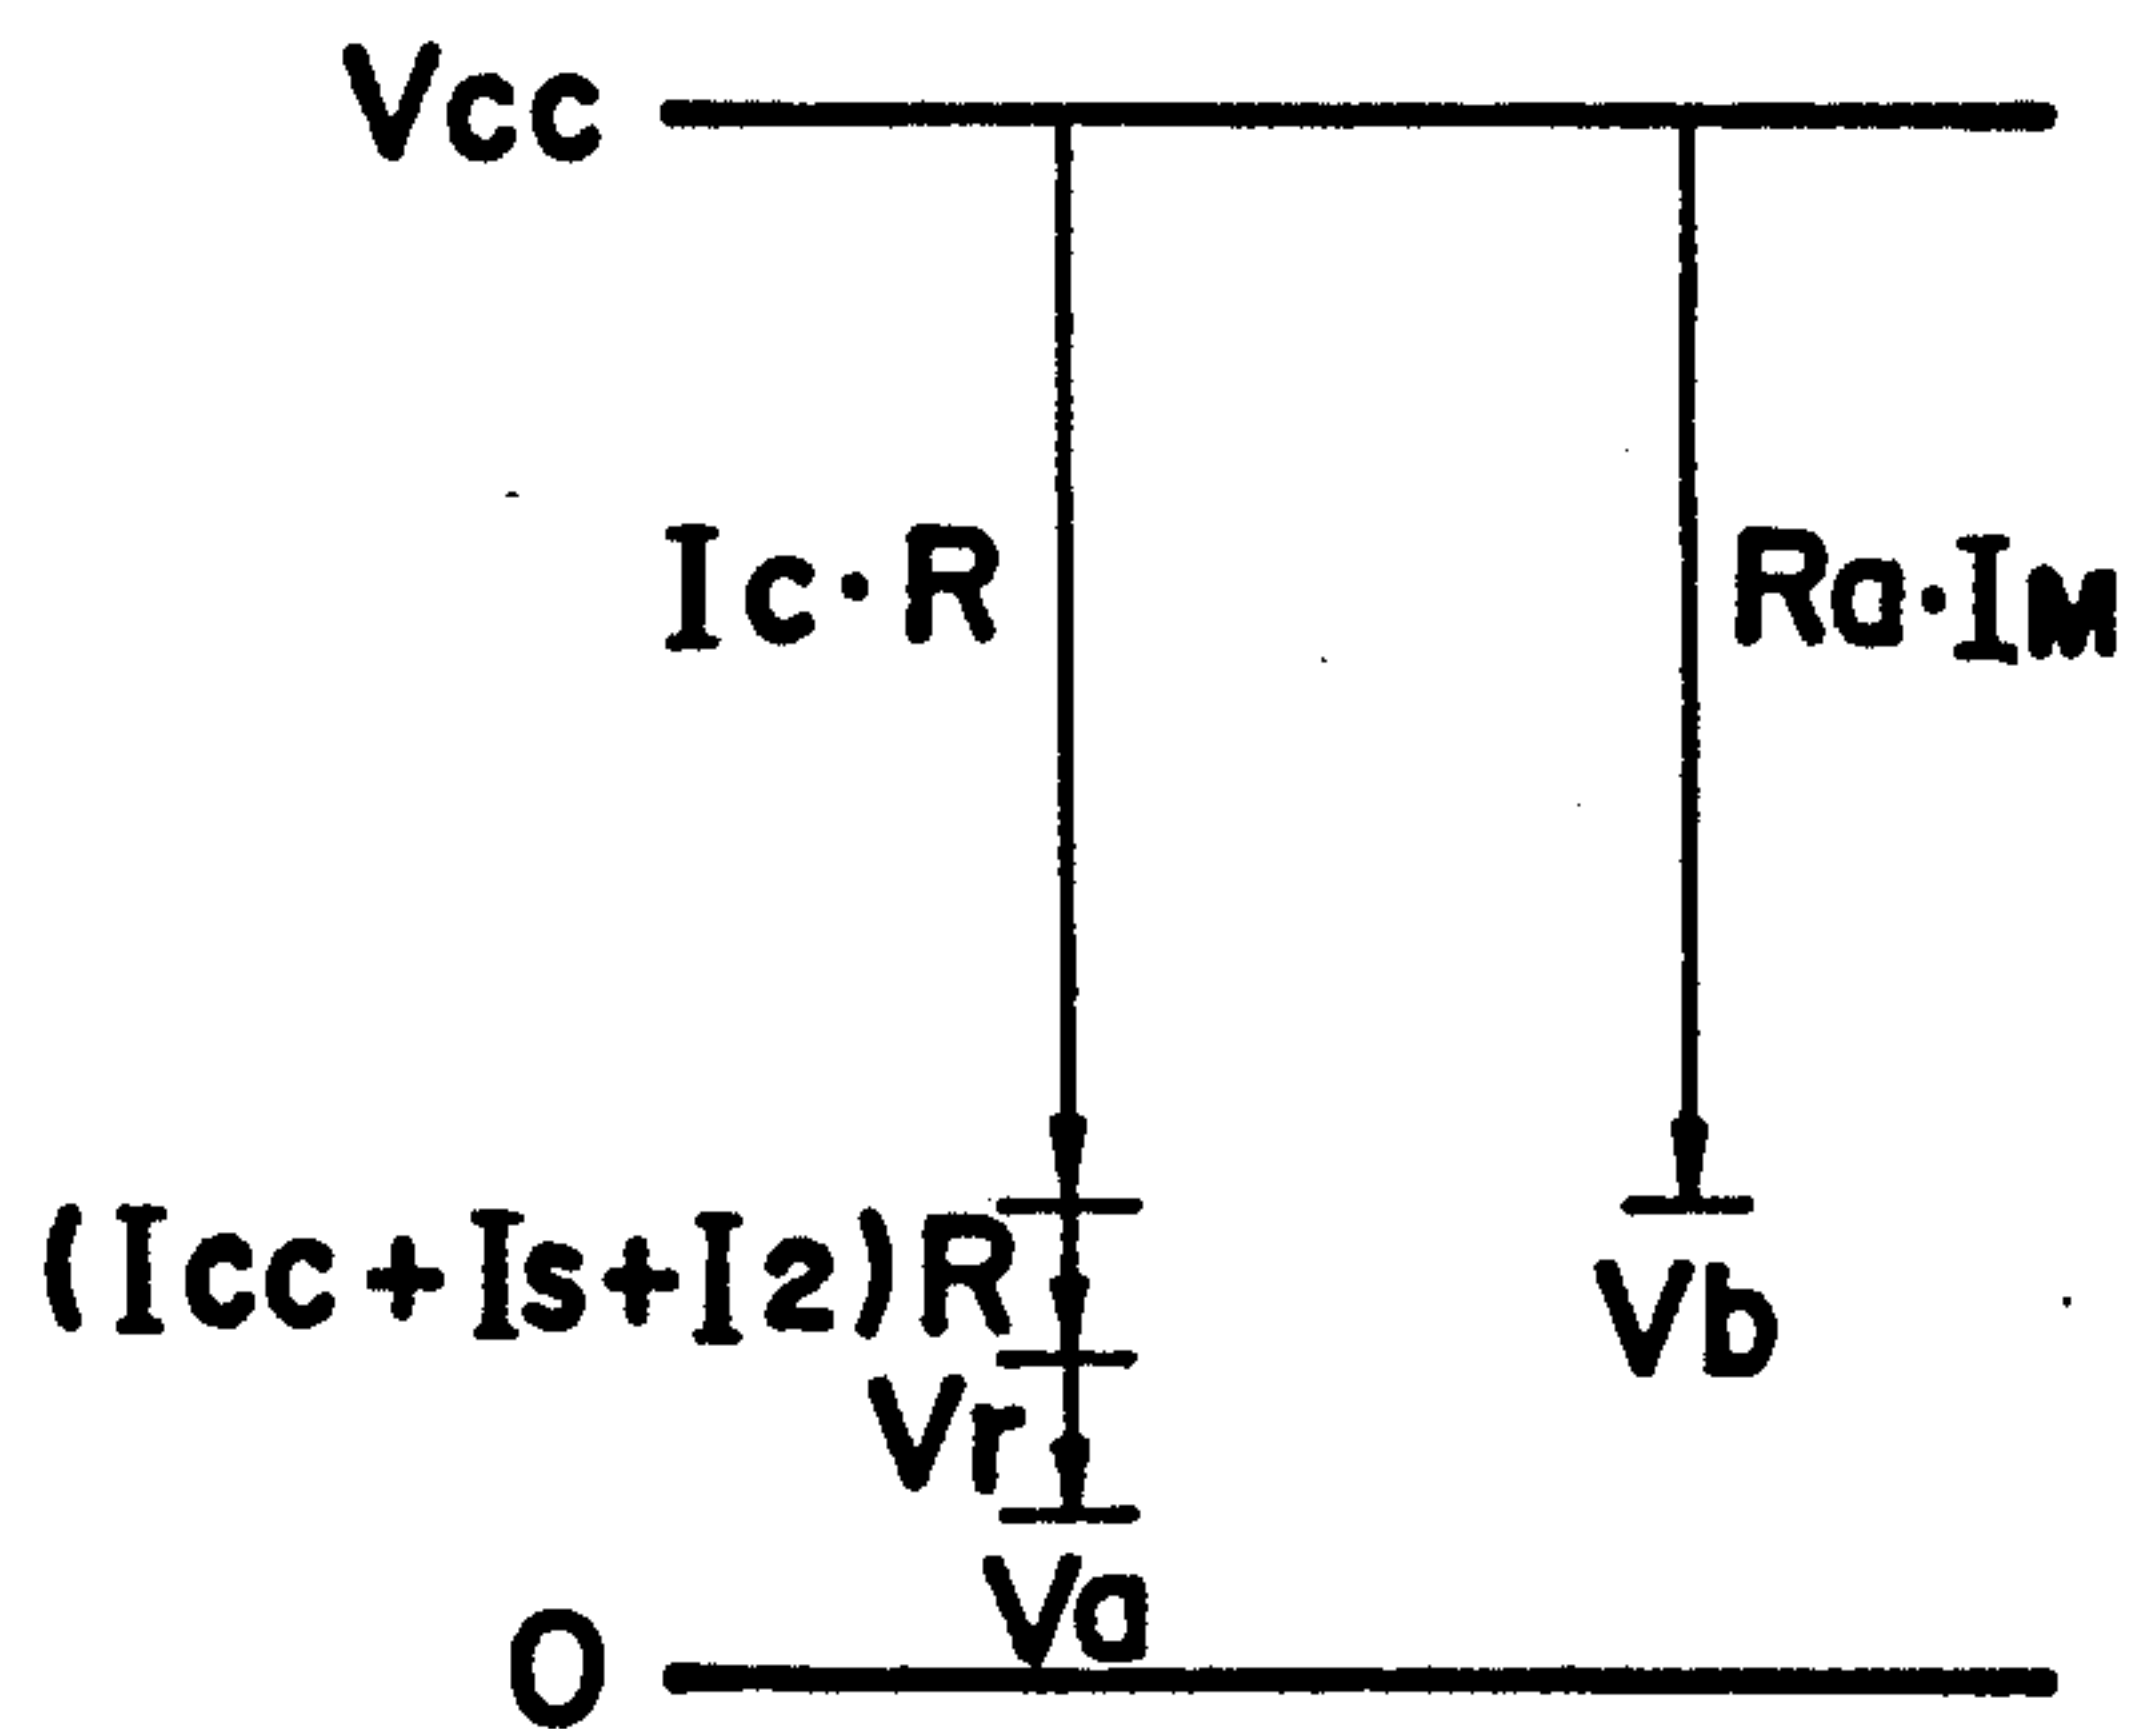 Vcc
Ic·R
Ra·IM
(Icc+Is+I2)R
Vb
Vr
Va
0